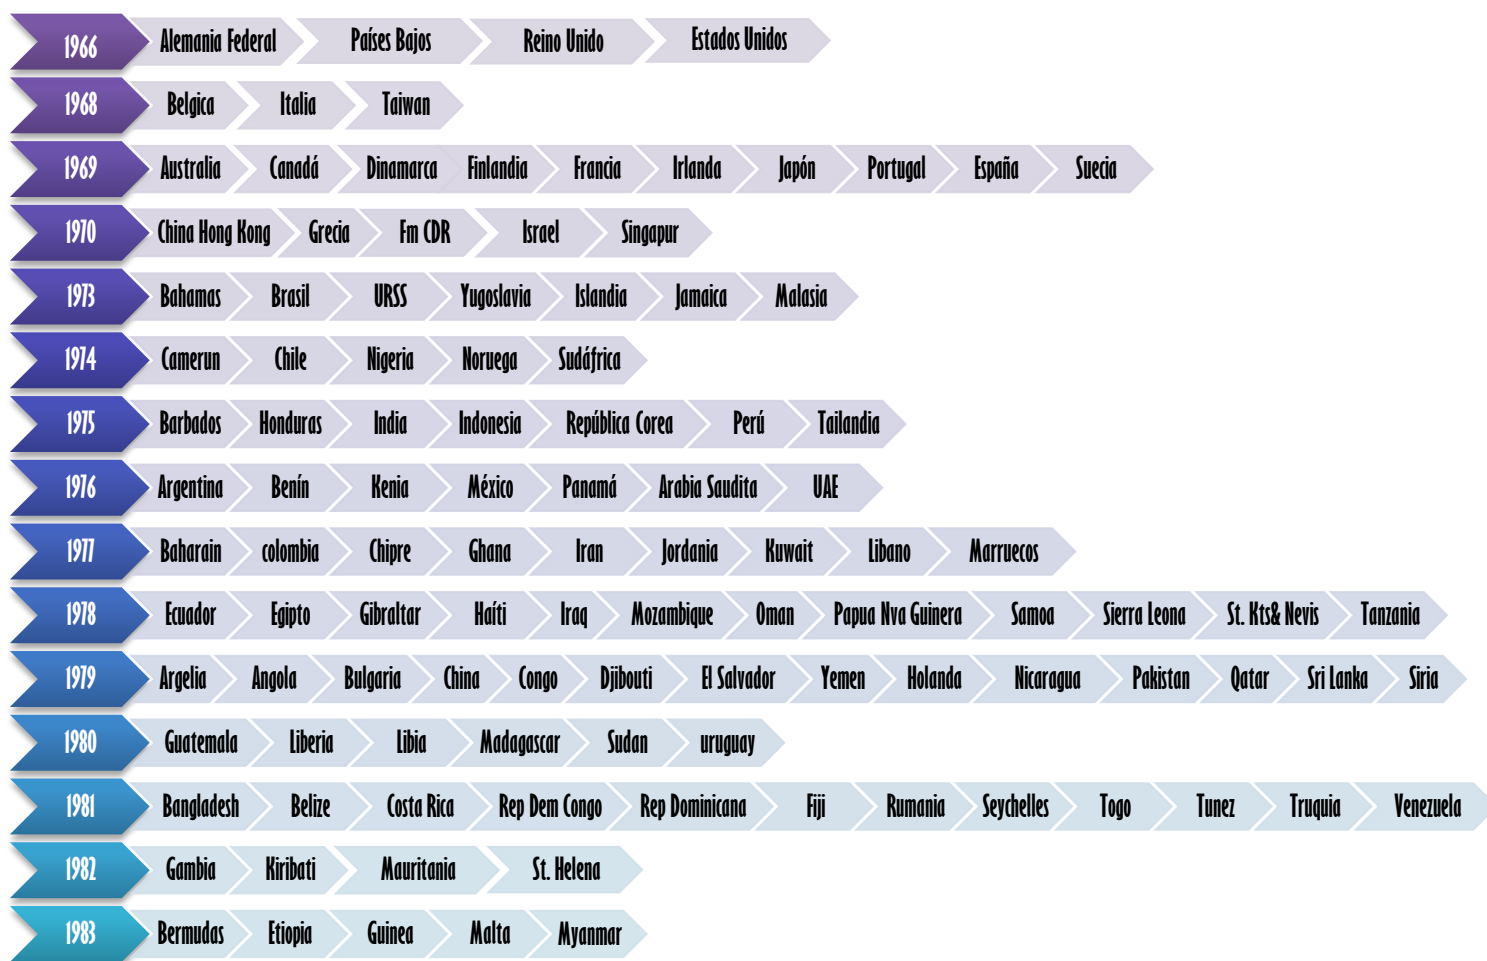 1966 Alemania Federal Países Bajos Reino Unido Estados Unidos
1968 Belgica Italia Taiwan
1969 Australia Canadá Dinamarca Finlandia Francia Irlanda Japón Portugal España Suecia
1970 China Hong Kong Grecia Fm CDR Israel Singapur
1973 Bahamas Brasil URSS Yugoslavia Islandia Jamaica Malasia
1974 Camerun Chile Nigeria Noruega Sudáfrica
1975 Barbados Honduras India Indonesia República Corea Perú Tailandia
1976 Argentina Benín Kenia México Panamá Arabia Saudita UAE
1977 Baharain colombia Chipre Ghana Iran Jordania Kuwait Libano Marruecos
1978 Ecuador Egipto Gibraltar Haíti Iraq Mozambique Oman Papua Nva Guinera Samoa Sierra Leona St. Kts& Nevis Tanzania
1979 Argelia Angola Bulgaria China Congo Djibouti El Salvador Yemen Holanda Nicaragua Pakistan Qatar Sri Lanka Siria
1980 Guatemala Liberia Libia Madagascar Sudan uruguay
1981 Bangladesh Belize Costa Rica Rep Dem Congo Rep Dominicana Fiji Rumania Seychelles Togo Tunez Truquia Venezuela
1982 Gambia Kiribati Mauritania St. Helena
1983 Bermudas Etiopia Guinea Malta Myanmar